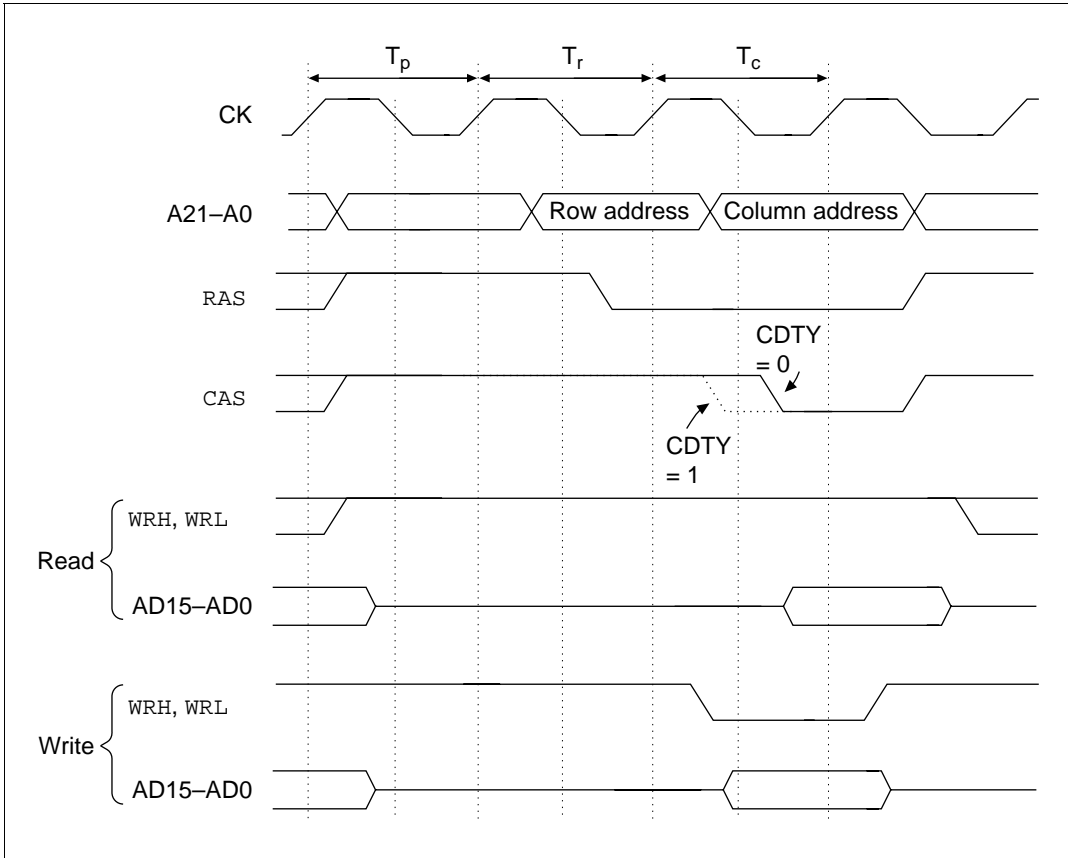 Tp Tr Tc
CK
A21–A0 Row address Column address
RAS
CDTY
= 0
CAS
CDTY
= 1
WRH, WRL
Read
AD15–AD0
WRH, WRL
Write
AD15–AD0